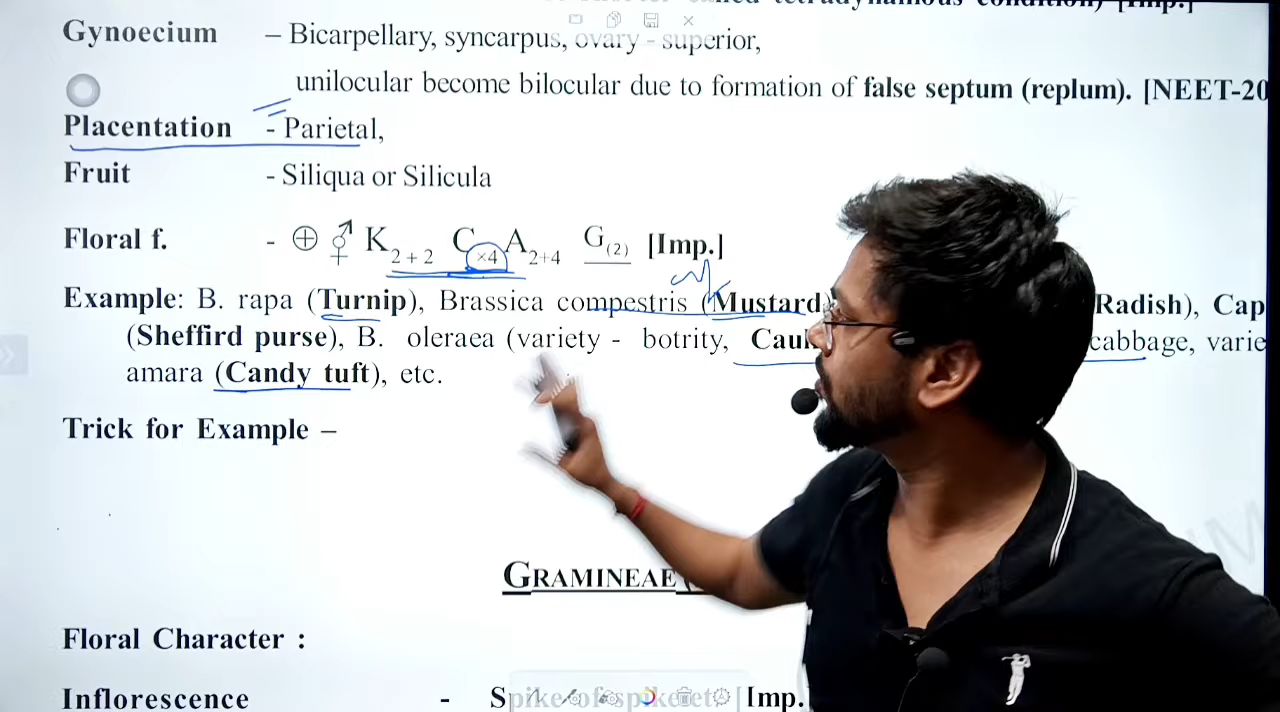 Gynoecium – Bicarpellary, syncarpus, ovary - superior,
unilocular become bilocular due to formation of false septum (replum). [NEET-20
Placentation - Parietal,
Fruit - Siliqua or Silicula
Floral f. - ⊕ ⚥ K2 + 2 C×4 A2+4 G(2) [Imp.]
Example: B. rapa (Turnip), Brassica compestris (Mustard) Radish), Cap
(Sheffird purse), B. oleraea (variety - botrity, cabbage, varie
amara (Candy tuft), etc.
Trick for Example –
GRAMINEAE
Floral Character :
Inflorescence - Spike of spikelets [Imp.